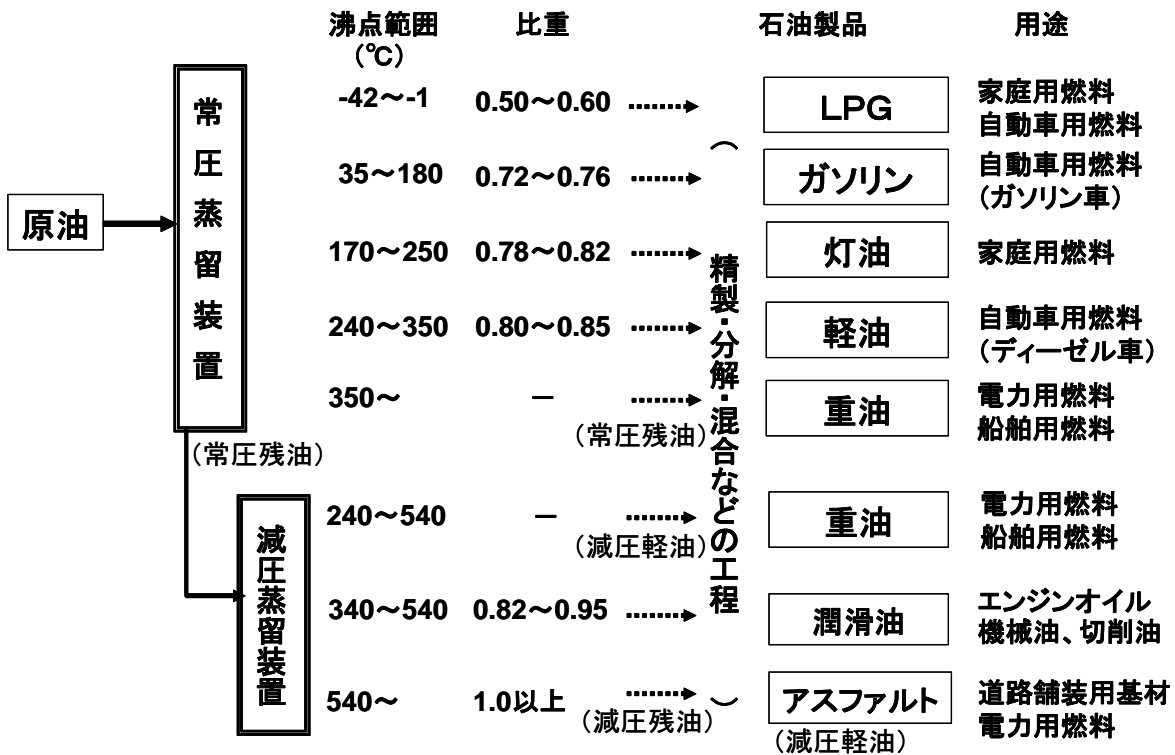 沸点範囲 比重 石油製品 用途
(℃)
原油
常圧蒸留装置
-42～-1 0.50～0.60 LPG 家庭用燃料
自動車用燃料
35～180 0.72～0.76 ガソリン 自動車用燃料
(ガソリン車)
170～250 0.78～0.82 灯油 家庭用燃料
240～350 0.80～0.85 軽油 自動車用燃料
(ディーゼル車)
350～ － (常圧残油) 重油 電力用燃料
船舶用燃料
(常圧残油)
減圧蒸留装置
240～540 － (減圧軽油) 重油 電力用燃料
船舶用燃料
340～540 0.82～0.95 潤滑油 エンジンオイル
機械油、切削油
540～ 1.0以上 (減圧残油) アスファルト 道路舗装用基材
(減圧軽油) 電力用燃料
(精製・分解・混合などの工程)